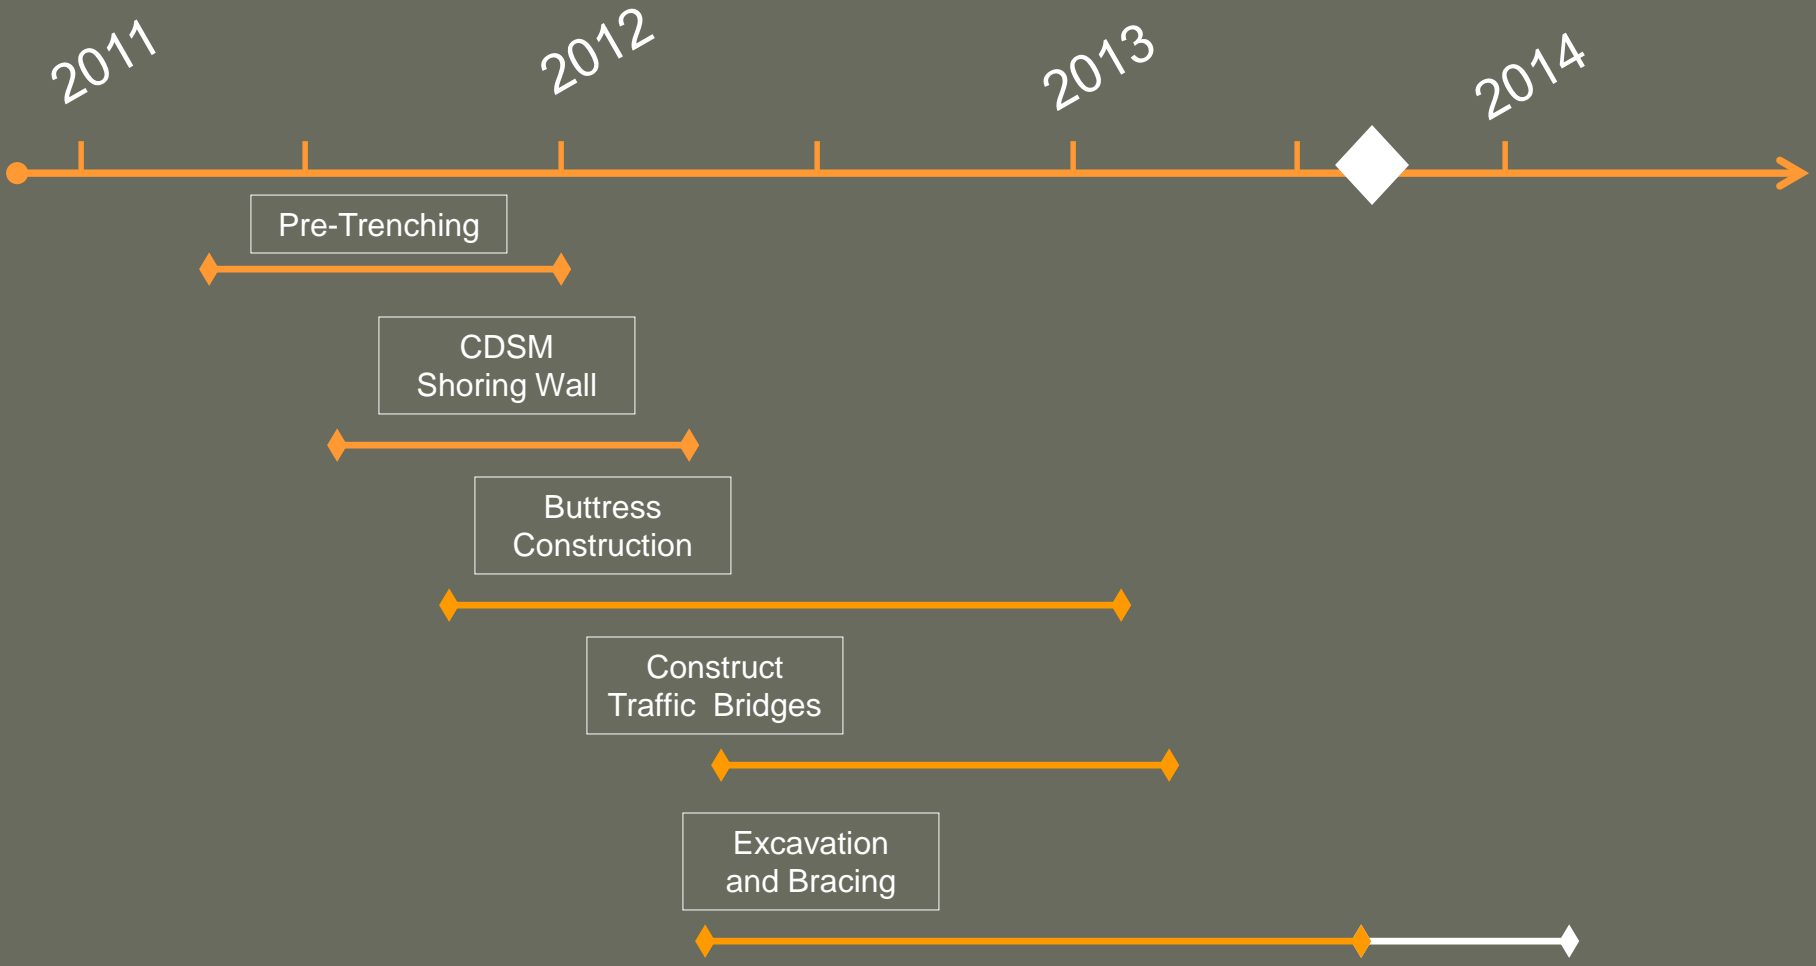 2011
2012
2013
2014
Pre-Trenching
CDSM
Shoring Wall
Buttress
Construction
Construct
Traffic Bridges
Excavation
and Bracing